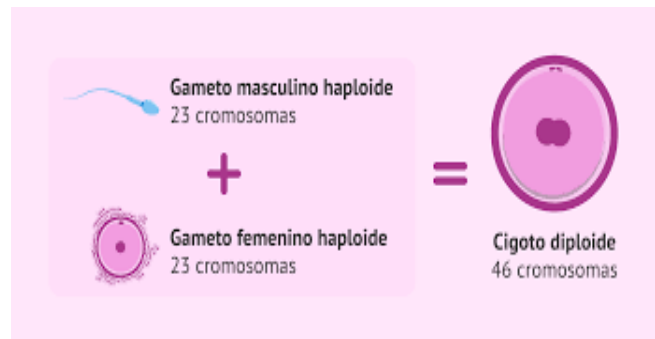 Gameto masculino haploide
23 cromosomas
+
=
Gameto femenino haploide
23 cromosomas
Cigoto diploide
46 cromosomas